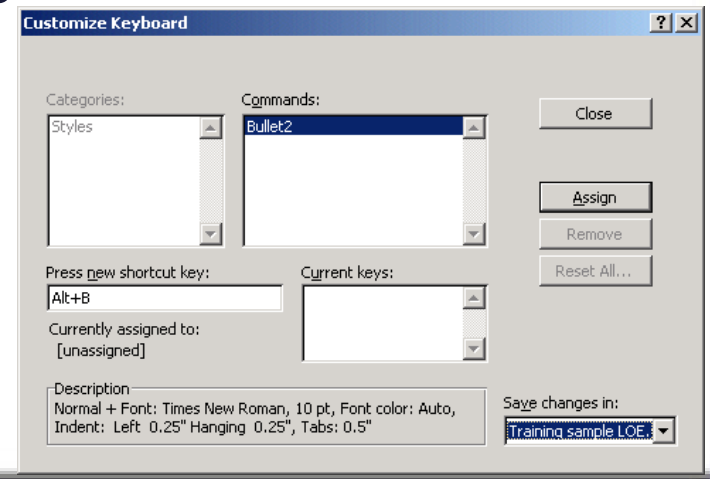 Customize Keyboard
Categories:
Commands:
Styles
Bullet2
Close
Assign
Remove
Reset All...
Press new shortcut key:
Current keys:
Alt+B
Currently assigned to:
[unassigned]
Description
Normal + Font: Times New Roman, 10 pt, Font color: Auto,
Indent: Left 0.25" Hanging 0.25", Tabs: 0.5"
Save changes in:
Training sample LOE.